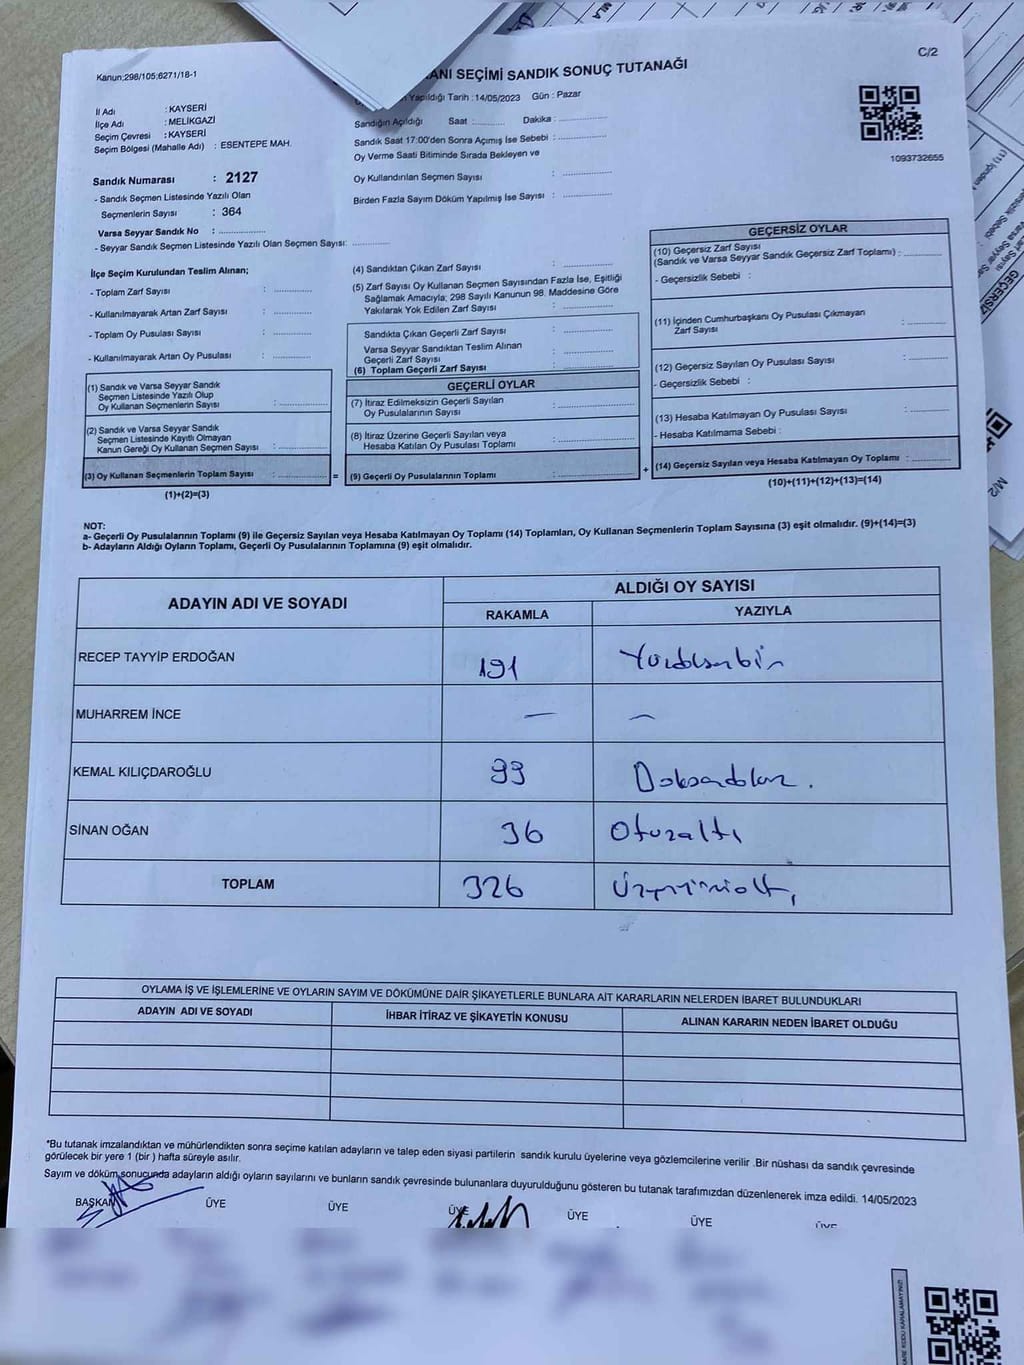 C/2
Kanun;298/105;6271/18-1
ANI SEÇİMİ SANDIK SONUÇ TUTANAĞI
Yapıldığı Tarih : 14/05/2023 Gün : Pazar
İl Adı : KAYSERİ
İlçe Adı : MELİKGAZİ
Seçim Çevresi : KAYSERİ
Seçim Bölgesi (Mahalle Adı) : ESENTEPE MAH.
Sandığın Açıldığı Saat : Dakika :
Sandık Saat 17:00'den Sonra Açımış İse Sebebi :
Oy Verme Saati Bitiminde Sırada Bekleyen ve
Oy Kullandırılan Seçmen Sayısı :
Birden Fazla Sayım Döküm Yapılmış İse Sayısı :
1093732655
Sandık Numarası : 2127
- Sandık Seçmen Listesinde Yazılı Olan
Seçmenlerin Sayısı : 364
Varsa Seyyar Sandık No :
- Seyyar Sandık Seçmen Listesinde Yazılı Olan Seçmen Sayısı:
İlçe Seçim Kurulundan Teslim Alınan;
- Toplam Zarf Sayısı :
- Kullanılmayarak Artan Zarf Sayısı :
- Toplam Oy Pusulası Sayısı :
- Kullanılmayarak Artan Oy Pusulası :
(1) Sandık ve Varsa Seyyar Sandık
Seçmen Listesinde Yazılı Olup
Oy Kullanan Seçmenlerin Sayısı :
(2) Sandık ve Varsa Seyyar Sandık
Seçmen Listesinde Kayıtlı Olmayan
Kanun Gereği Oy Kullanan Seçmen Sayısı :
(3) Oy Kullanan Seçmenlerin Toplam Sayısı :
=
(1)+(2)=(3)
(4) Sandıktan Çıkan Zarf Sayısı :
(5) Zarf Sayısı Oy Kullanan Seçmen Sayısından Fazla İse, Eşitliği
Sağlamak Amacıyla; 298 Sayılı Kanunun 98. Maddesine Göre
Yakılarak Yok Edilen Zarf Sayısı :
Sandıkta Çıkan Geçerli Zarf Sayısı :
Varsa Seyyar Sandıktan Teslim Alınan
Geçerli Zarf Sayısı :
(6) Toplam Geçerli Zarf Sayısı :
GEÇERLİ OYLAR
(7) İtiraz Edilmeksizin Geçerli Sayılan
Oy Pusulalarının Sayısı :
(8) İtiraz Üzerine Geçerli Sayılan veya
Hesaba Katılan Oy Pusulası Toplamı :
(9) Geçerli Oy Pusulalarının Toplamı :
+
GEÇERSİZ OYLAR
(10) Geçersiz Zarf Sayısı
(Sandık ve Varsa Seyyar Sandık Geçersiz Zarf Toplamı) :
- Geçersizlik Sebebi :
(11) İçinden Cumhurbaşkanı Oy Pusulası Çıkmayan
Zarf Sayısı :
(12) Geçersiz Sayılan Oy Pusulası Sayısı :
- Geçersizlik Sebebi :
(13) Hesaba Katılmayan Oy Pusulası Sayısı :
- Hesaba Katılmama Sebebi :
(14) Geçersiz Sayılan veya Hesaba Katılmayan Oy Toplamı :
(10)+(11)+(12)+(13)=(14)
NOT:
a- Geçerli Oy Pusulalarının Toplamı (9) ile Geçersiz Sayılan veya Hesaba Katılmayan Oy Toplamı (14) Toplamları, Oy Kullanan Seçmenlerin Toplam Sayısına (3) eşit olmalıdır. (9)+(14)=(3)
b- Adayların Aldığı Oyların Toplamı, Geçerli Oy Pusulalarının Toplamına (9) eşit olmalıdır.
ADAYIN ADI VE SOYADI ALDIĞI OY SAYISI
RAKAMLA YAZIYLA
RECEP TAYYİP ERDOĞAN 191 Yüzdoksanbir
MUHARREM İNCE — —
KEMAL KILIÇDAROĞLU 99 Doksandokuz.
SİNAN OĞAN 36 Otuzaltı
TOPLAM 326 Üçyüzyirmialtı
OYLAMA İŞ VE İŞLEMLERİNE VE OYLARIN SAYIM VE DÖKÜMÜNE DAİR ŞİKAYETLERLE BUNLARA AİT KARARLARIN NELERDEN İBARET BULUNDUKLARI
ADAYIN ADI VE SOYADI İHBAR İTİRAZ VE ŞİKAYETİN KONUSU ALINAN KARARIN NEDEN İBARET OLDUĞU
*Bu tutanak imzalandıktan ve mühürlendikten sonra seçime katılan adayların ve talep eden siyasi partilerin sandık kurulu üyelerine veya gözlemcilerine verilir .Bir nüshası da sandık çevresinde
görülecek bir yere 1 (bir ) hafta süreyle asılır.
Sayım ve döküm sonucunda adayların aldığı oyların sayılarını ve bunların sandık çevresinde bulunanlara duyurulduğunu gösteren bu tutanak tarafımızdan düzenlenerek imza edildi. 14/05/2023
BAŞKAN ÜYE ÜYE ÜYE ÜYE ÜYE ÜYE